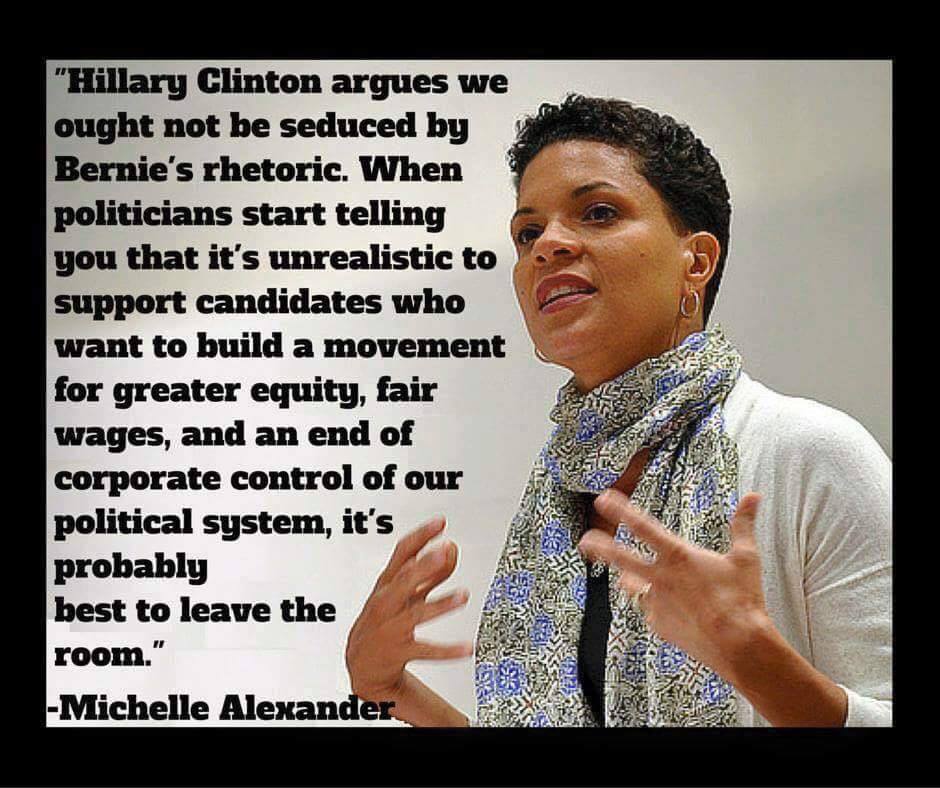 "Hillary Clinton argues we
ought not be seduced by
Bernie's rhetoric. When
politicians start telling
you that it's unrealistic to
support candidates who
want to build a movement
for greater equity, fair
wages, and an end of
corporate control of our
political system, it's
probably
best to leave the
room."
-Michelle Alexander